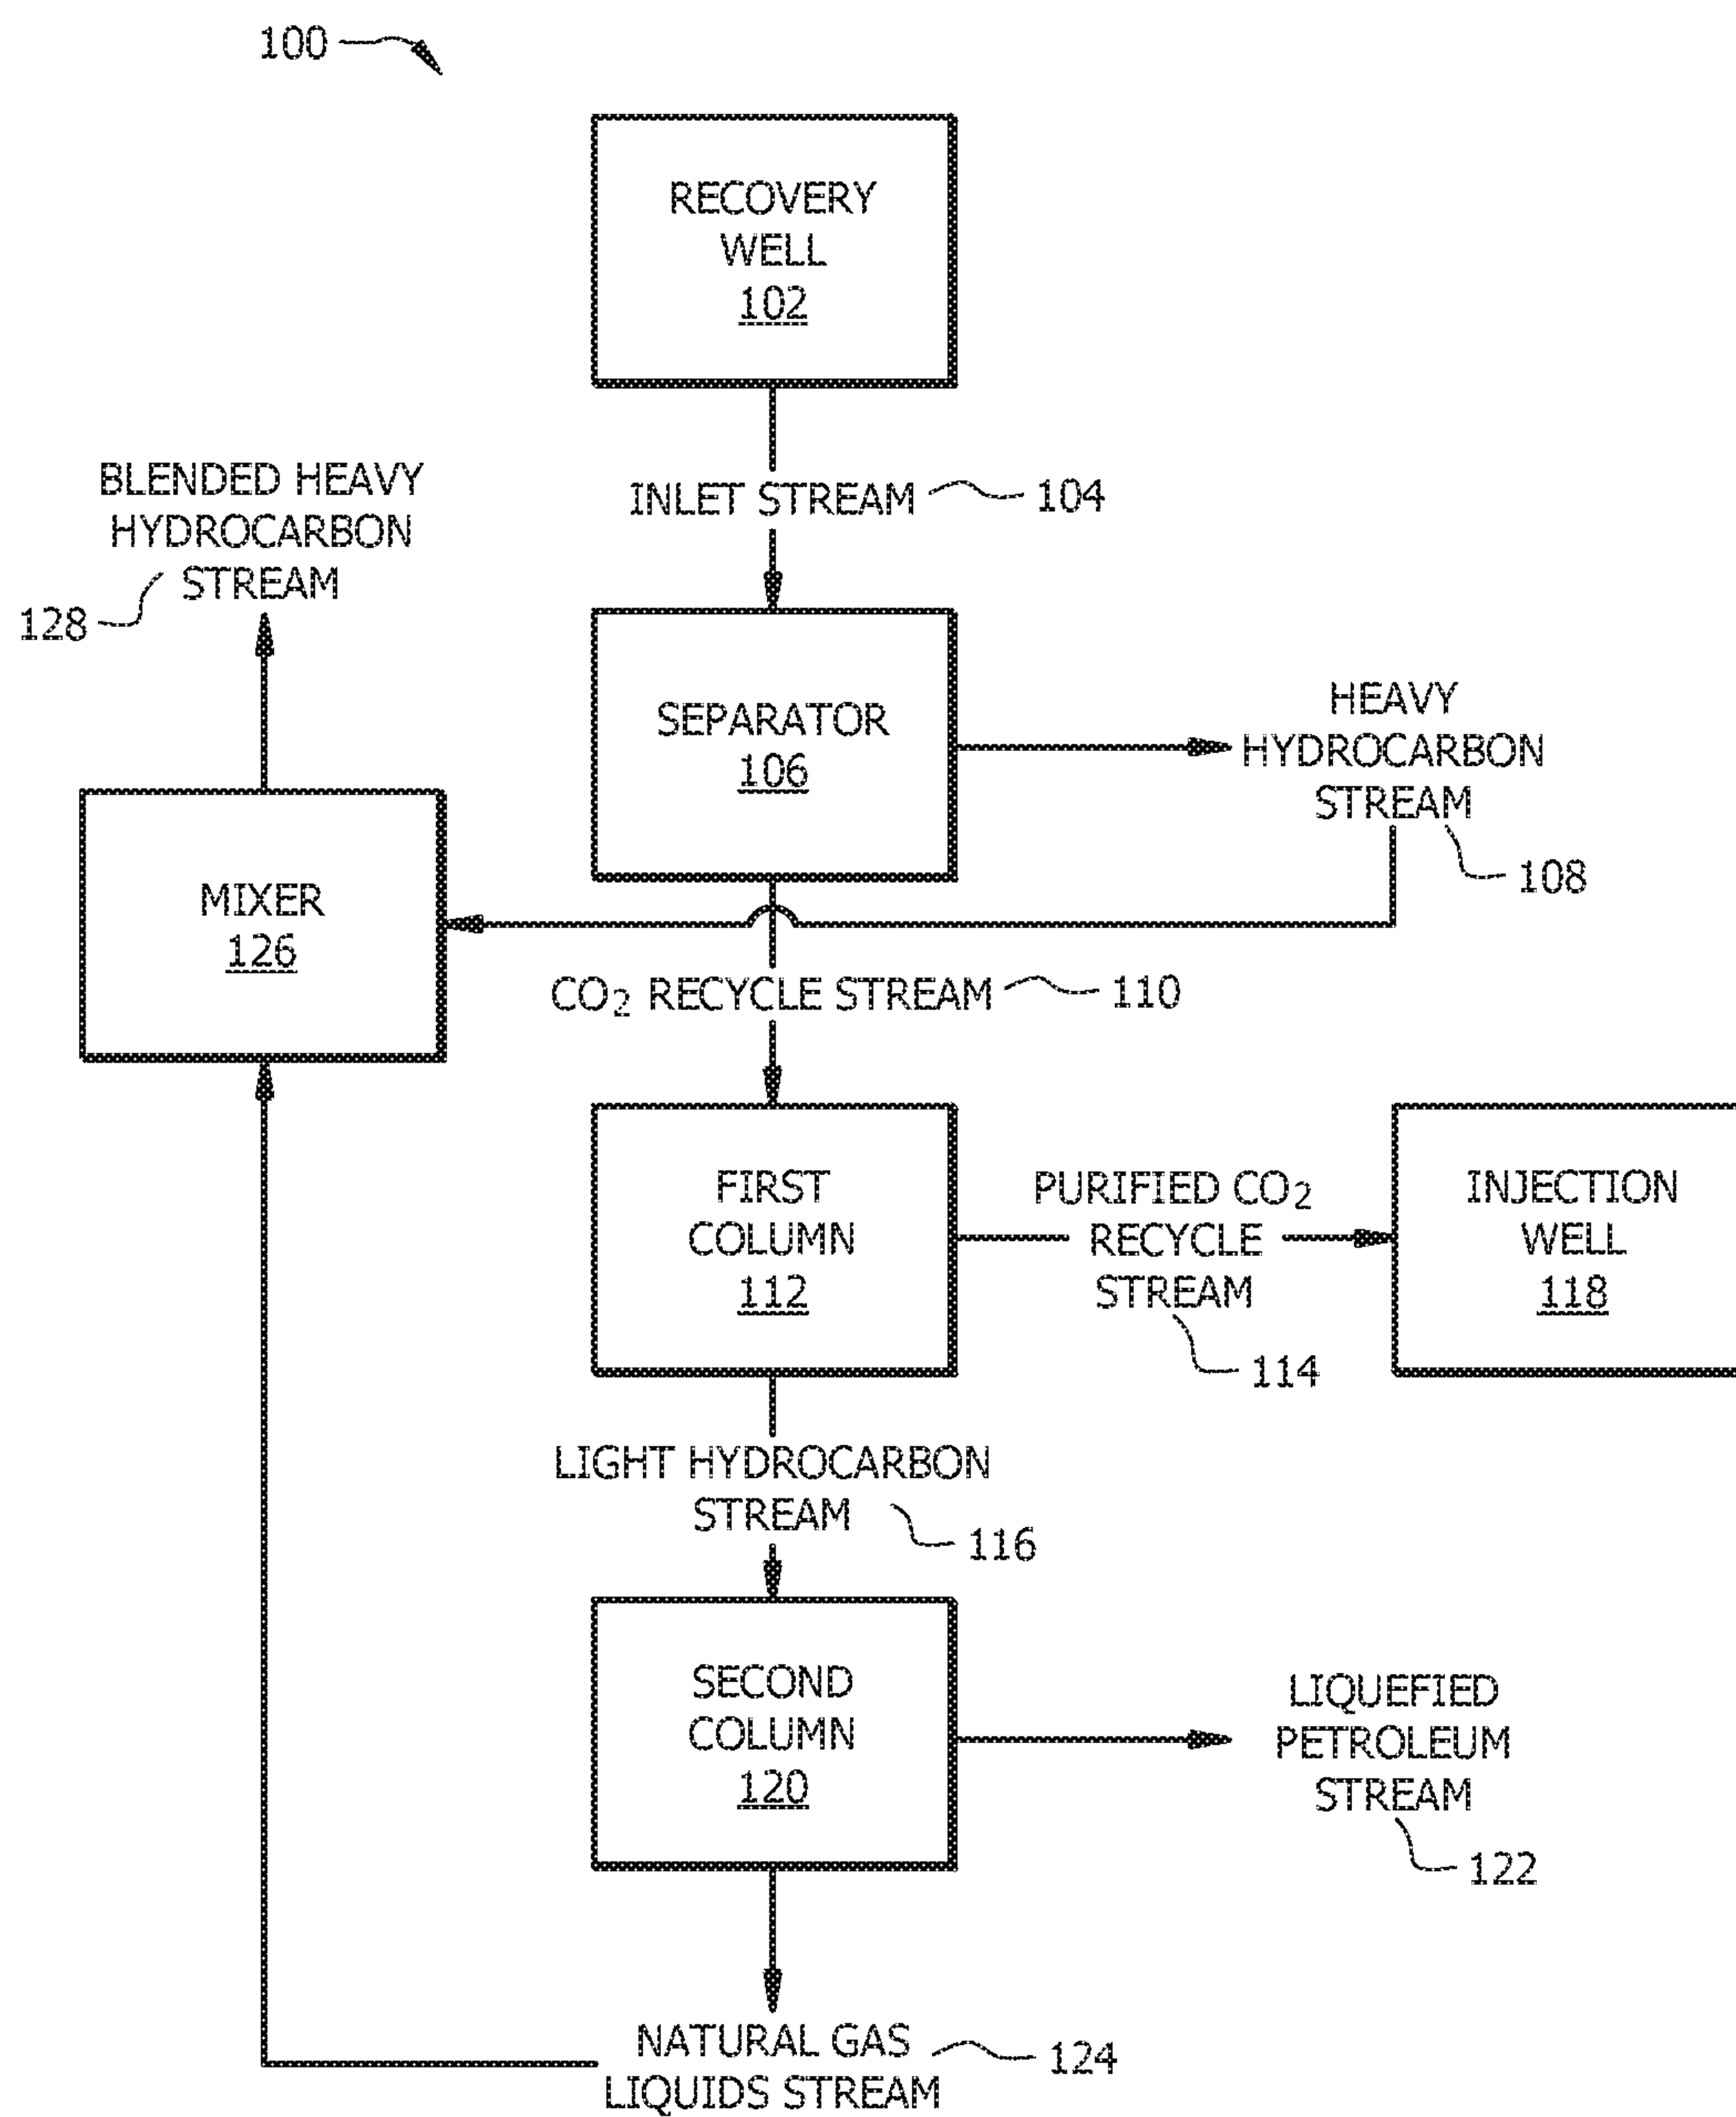 100
RECOVERY
WELL
102
INLET STREAM 104
BLENDED HEAVY
HYDROCARBON
STREAM
128
SEPARATOR
106
HEAVY
HYDROCARBON
STREAM
108
MIXER
126
CO₂ RECYCLE STREAM 110
FIRST
COLUMN
112
PURIFIED CO₂
RECYCLE
STREAM
114
INJECTION
WELL
118
LIGHT HYDROCARBON
STREAM
116
SECOND
COLUMN
120
LIQUEFIED
PETROLEUM
STREAM
122
NATURAL GAS
LIQUIDS STREAM
124